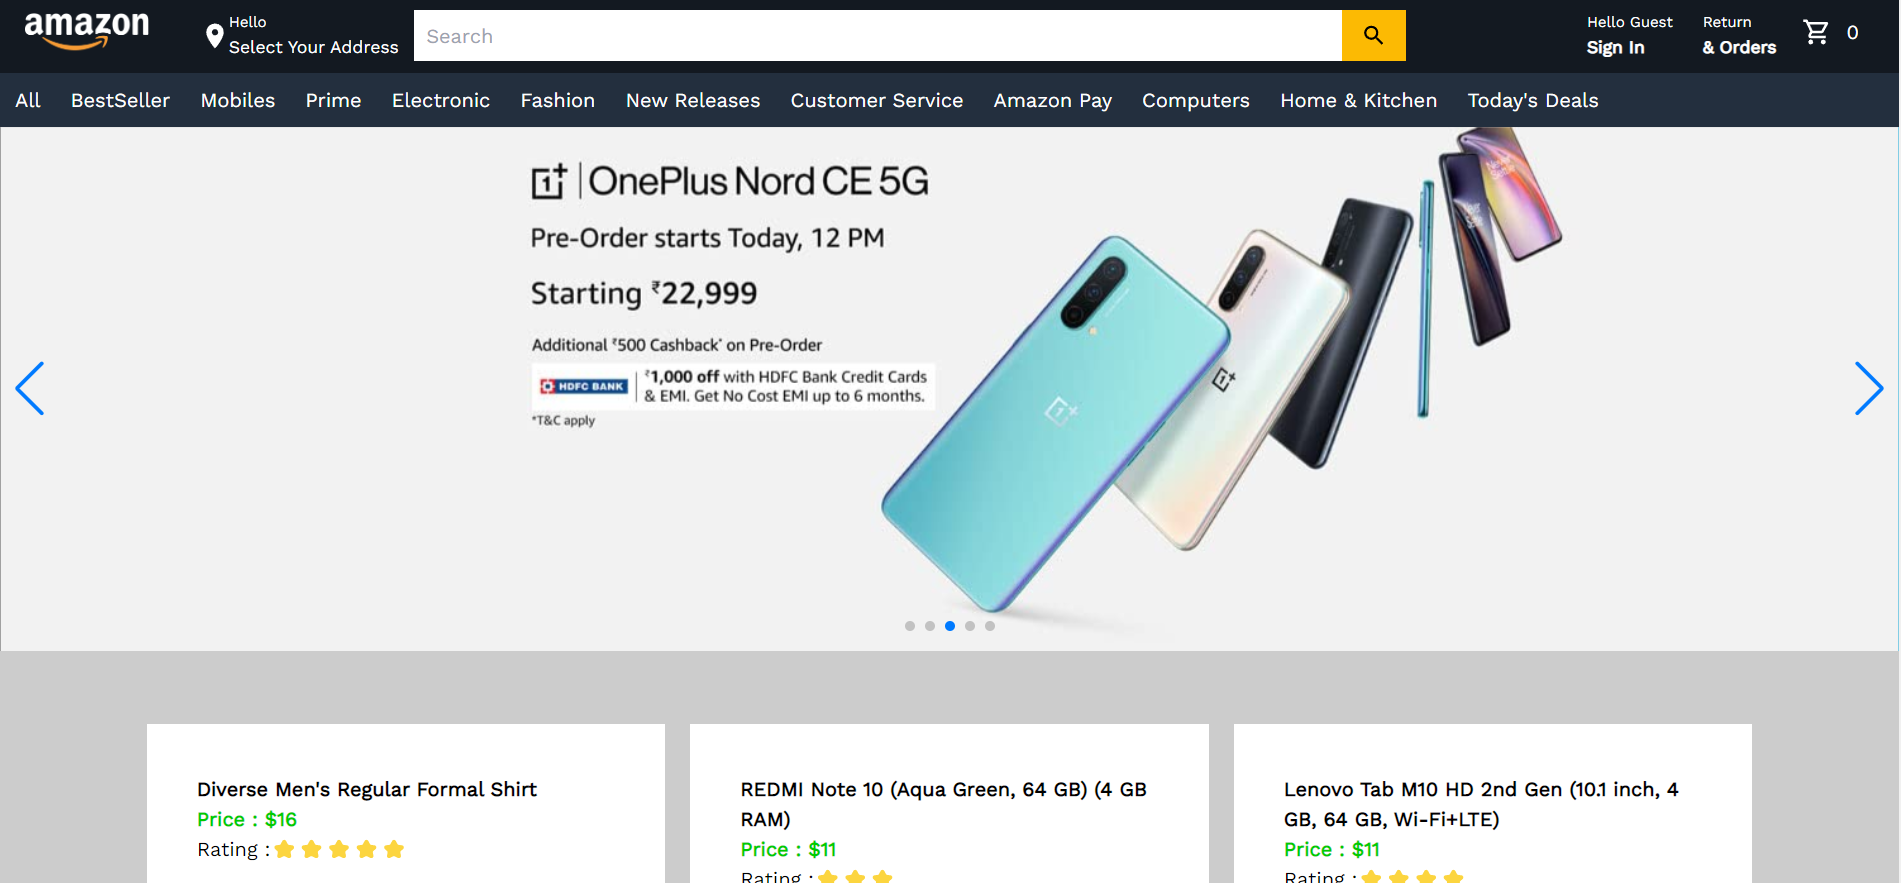 amazon
Hello
Select Your Address
Search
Hello Guest
Sign In
Return
& Orders
0
All BestSeller Mobiles Prime Electronic Fashion New Releases Customer Service Amazon Pay Computers Home & Kitchen Today's Deals
1+ OnePlus Nord CE 5G
Pre-Order starts Today, 12 PM
Starting ₹22,999
Additional ₹500 Cashback* on Pre-Order
HDFC BANK
₹1,000 off with HDFC Bank Credit Cards
& EMI. Get No Cost EMI up to 6 months.
*T&C apply
1+
1+
Never
Settle
Diverse Men's Regular Formal Shirt
Price : $16
Rating :
REDMI Note 10 (Aqua Green, 64 GB) (4 GB
RAM)
Price : $11
Rating :
Lenovo Tab M10 HD 2nd Gen (10.1 inch, 4
GB, 64 GB, Wi-Fi+LTE)
Price : $11
Rating :